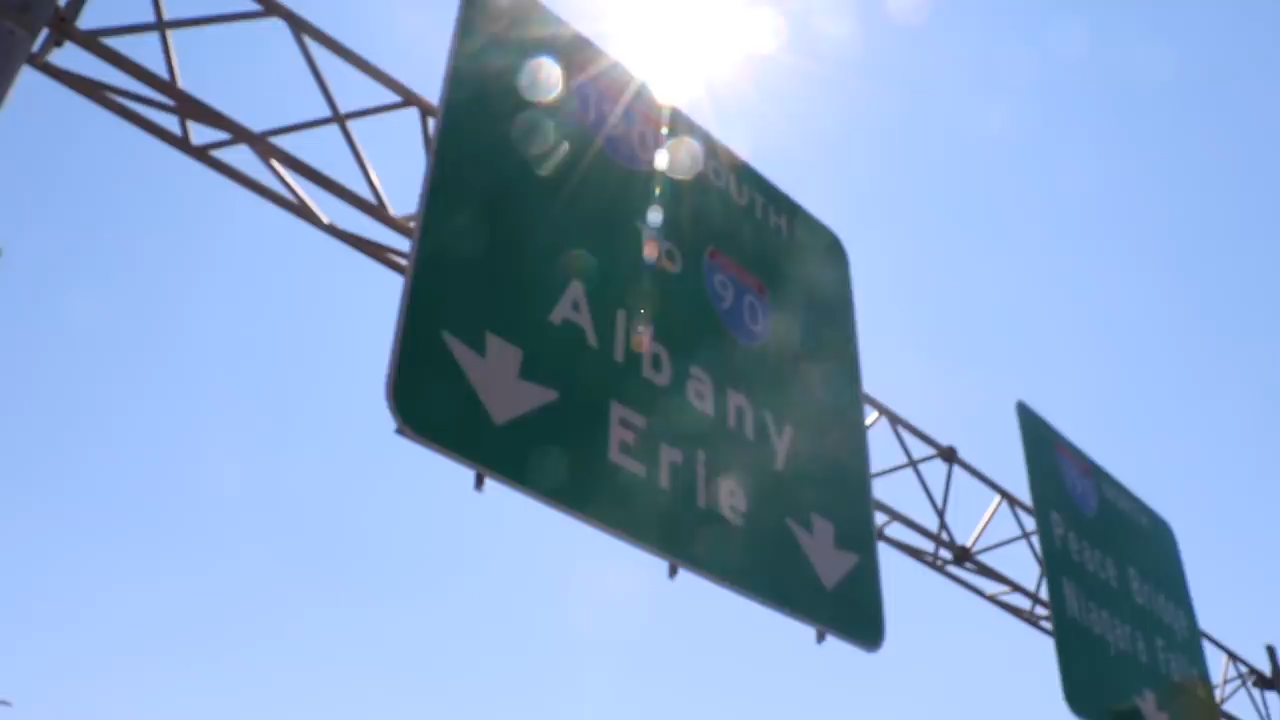 SOUTH
To 90
Albany
Erie
Peace Bridge
Niagara Falls